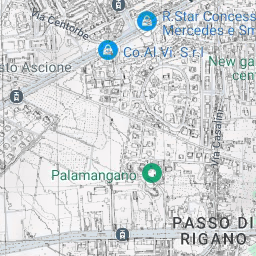 Via Centorbe
R.Star Concess
Mercedes e Sm
Co.Al.Vi. S.r.l
sto Ascione
New ga
cent
Via Casalini
Palamangano
PASSO DI
RIGANO